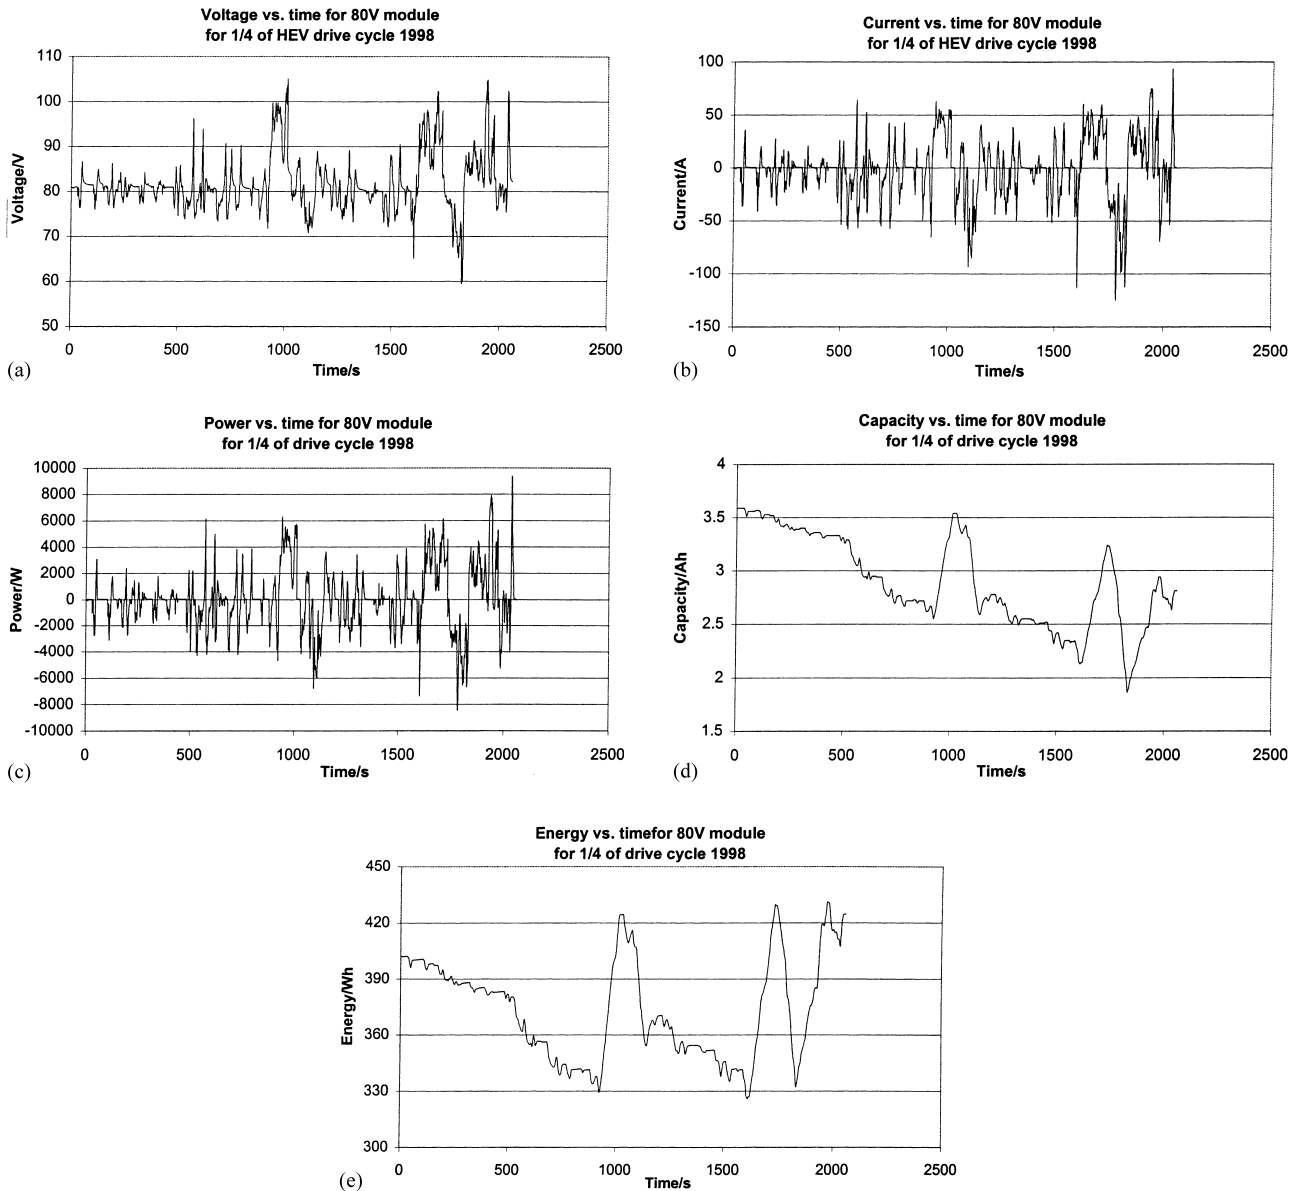 Voltage vs. time for 80V module
for 1/4 of HEV drive cycle 1998
110
100
90
80
70
60
50
Voltage/V
0 500 1000 1500 2000 2500
Time/s
(a)
Current vs. time for 80V module
for 1/4 of HEV drive cycle 1998
100
50
0
-50
-100
-150
Current/A
0 500 1000 1500 2000 2500
Time/s
(b)
Power vs. time for 80V module
for 1/4 of drive cycle 1998
10000
8000
6000
4000
2000
0
-2000
-4000
-6000
-8000
-10000
Power/W
0 500 1000 1500 2000 2500
Time/s
(c)
Capacity vs. time for 80V module
for 1/4 of drive cycle 1998
4
3.5
3
2.5
2
1.5
Capacity/Ah
0 500 1000 1500 2000 2500
Time/s
(d)
Energy vs. timefor 80V module
for 1/4 of drive cycle 1998
450
420
390
360
330
300
Energy/Wh
0 500 1000 1500 2000 2500
Time/s
(e)